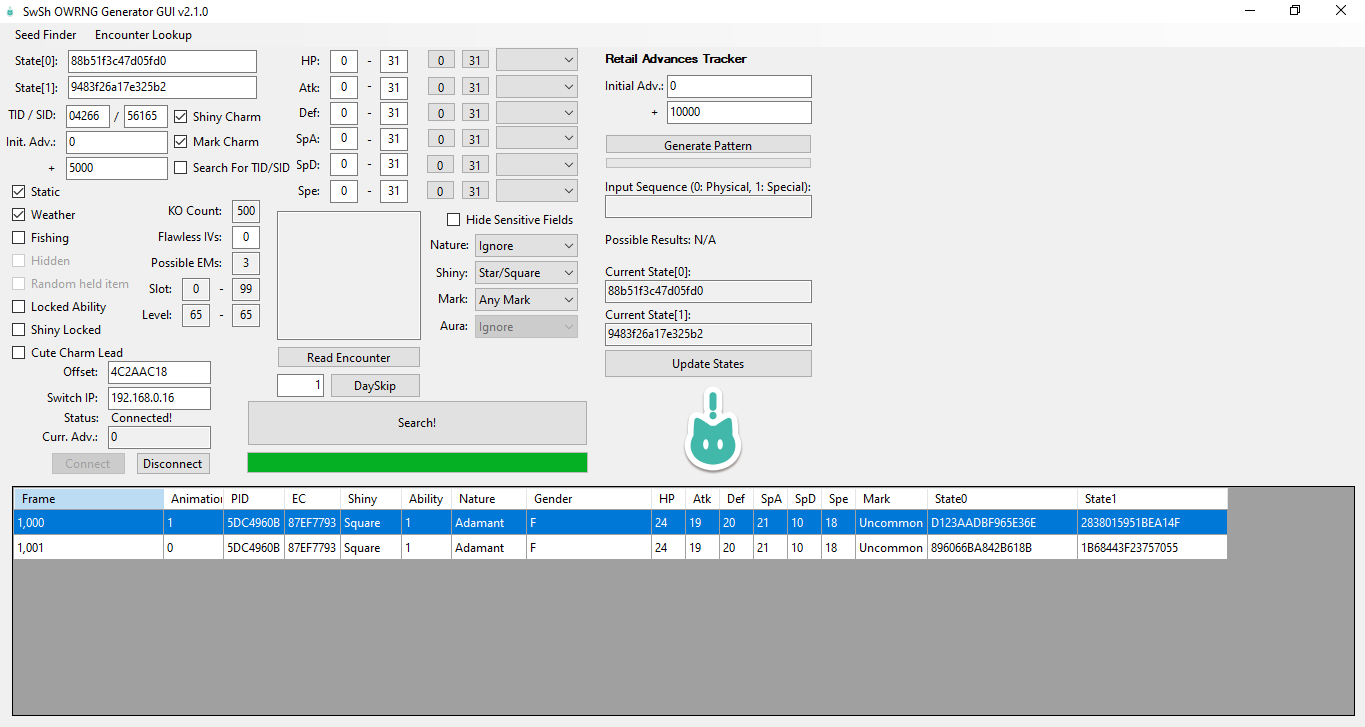 SwSh OWRNG Generator GUI v2.1.0
Seed Finder Encounter Lookup
State[0]: 88b51f3c47d05fd0
State[1]: 9483f26a17e325b2
TID / SID: 04266 / 56165 Shiny Charm
Init. Adv.: 0 Mark Charm
+ 5000 Search For TID/SID
Static
Weather
Fishing
Hidden
Random held item
Locked Ability
Shiny Locked
Cute Charm Lead
KO Count: 500
Flawless IVs: 0
Possible EMs: 3
Slot: 0 - 99
Level: 65 - 65
Offset: 4C2AAC18
Switch IP: 192.168.0.16
Status: Connected!
Curr. Adv.: 0
Connect Disconnect
HP: 0 - 31 0 31
Atk: 0 - 31 0 31
Def: 0 - 31 0 31
SpA: 0 - 31 0 31
SpD: 0 - 31 0 31
Spe: 0 - 31 0 31
Hide Sensitive Fields
Nature: Ignore
Shiny: Star/Square
Mark: Any Mark
Aura: Ignore
Read Encounter
1 DaySkip
Search!
Retail Advances Tracker
Initial Adv.: 0
+ 10000
Generate Pattern
Input Sequence (0: Physical, 1: Special):
Possible Results: N/A
Current State[0]:
88b51f3c47d05fd0
Current State[1]:
9483f26a17e325b2
Update States
Frame Animation PID EC Shiny Ability Nature Gender HP Atk Def SpA SpD Spe Mark State0 State1
1,000 1 5DC4960B 87EF7793 Square 1 Adamant F 24 19 20 21 10 18 Uncommon D123AADBF965E36E 2838015951BEA14F
1,001 0 5DC4960B 87EF7793 Square 1 Adamant F 24 19 20 21 10 18 Uncommon 896066BA842B618B 1B68443F23757055